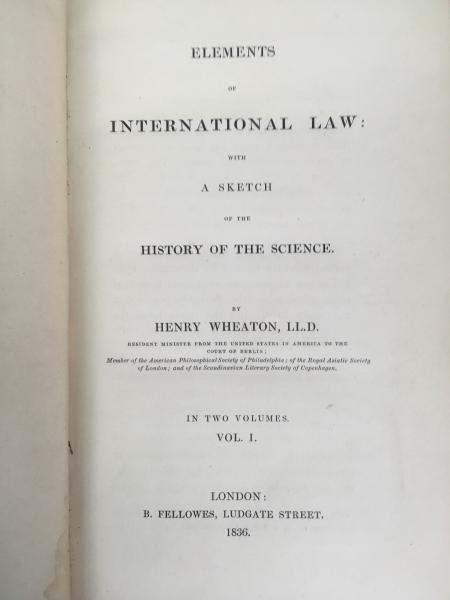 ELEMENTS
OF
INTERNATIONAL LAW:
WITH
A SKETCH
OF THE
HISTORY OF THE SCIENCE.
BY
HENRY WHEATON, LL.D.
RESIDENT MINISTER FROM THE UNITED STATES IN AMERICA TO THE
COURT OF BERLIN;
Member of the American Philosophical Society of Philadelphia; of the Royal Asiatic Society
of London; and of the Scandinavian Literary Society of Copenhagen.
IN TWO VOLUMES.
VOL. I.
LONDON:
B. FELLOWES, LUDGATE STREET.
1836.